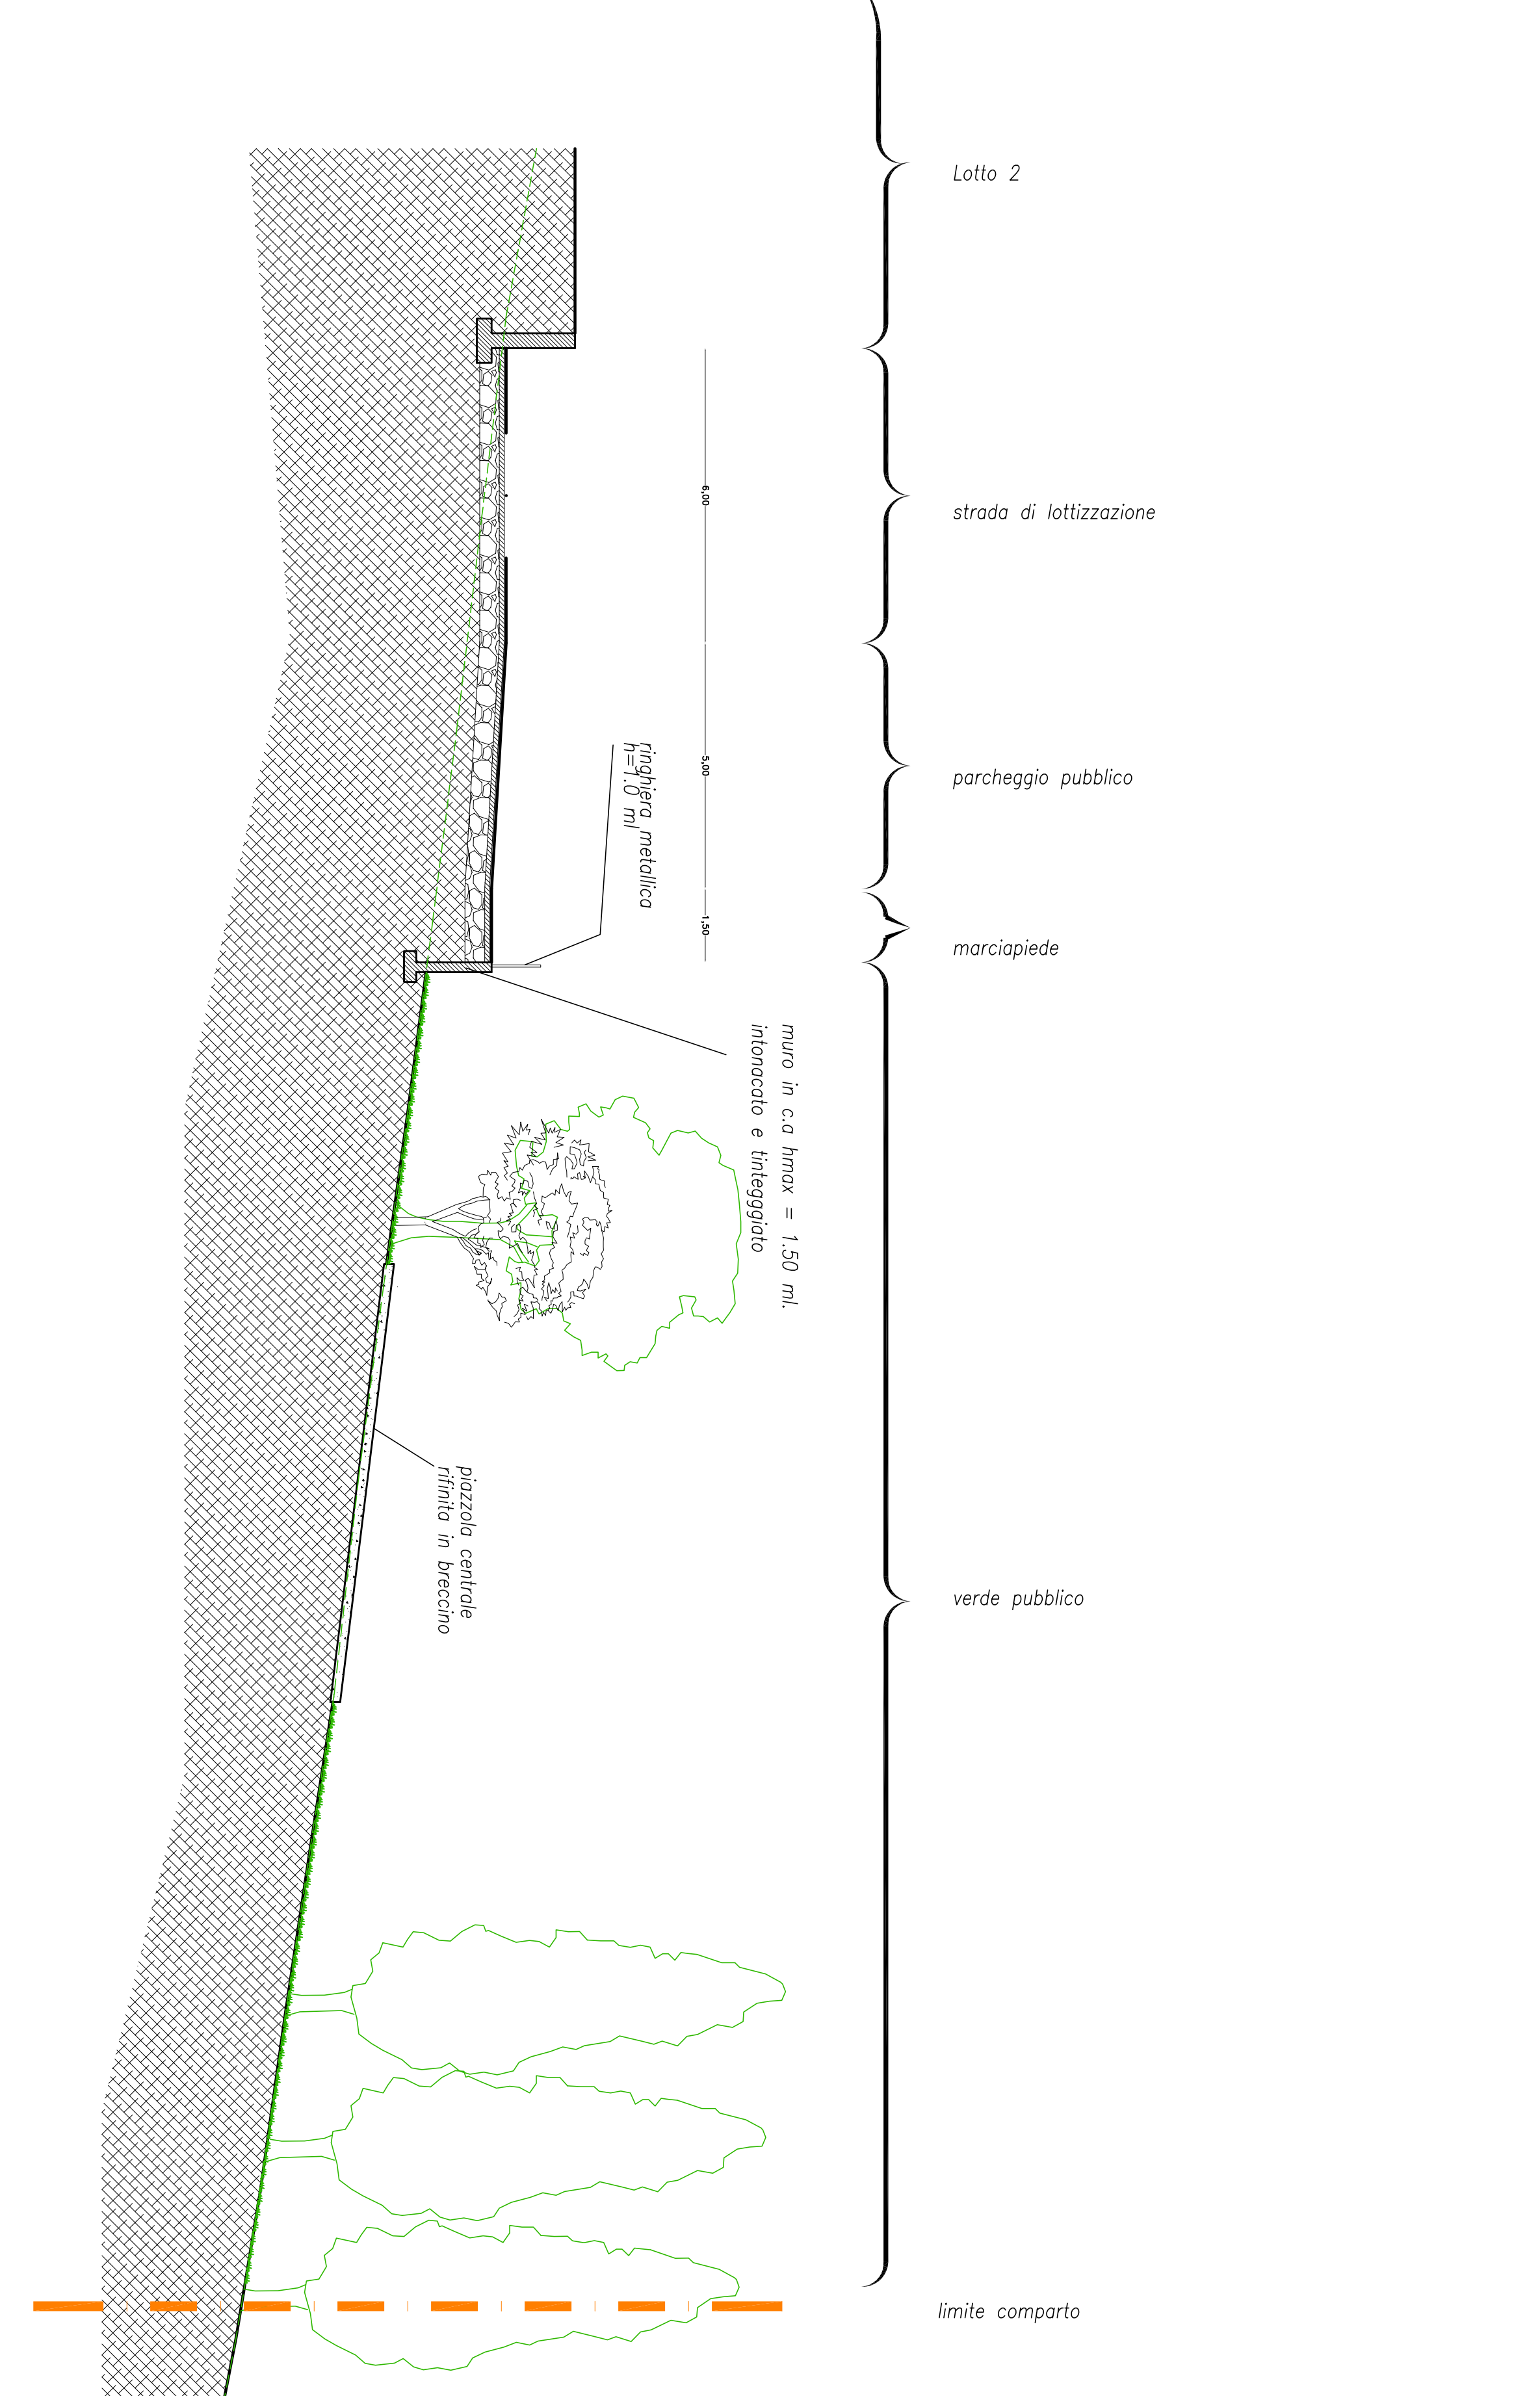 Lotto 2
6,00
strada di lottizzazione
5,00
parcheggio pubblico
ringhiera metallica
h=1.0 ml
1,50
marciapiede
muro in c.a hmax = 1.50 ml.
intonacato e tintegggiato
piazzola centrale
rifinita in breccino
verde pubblico
limite comparto